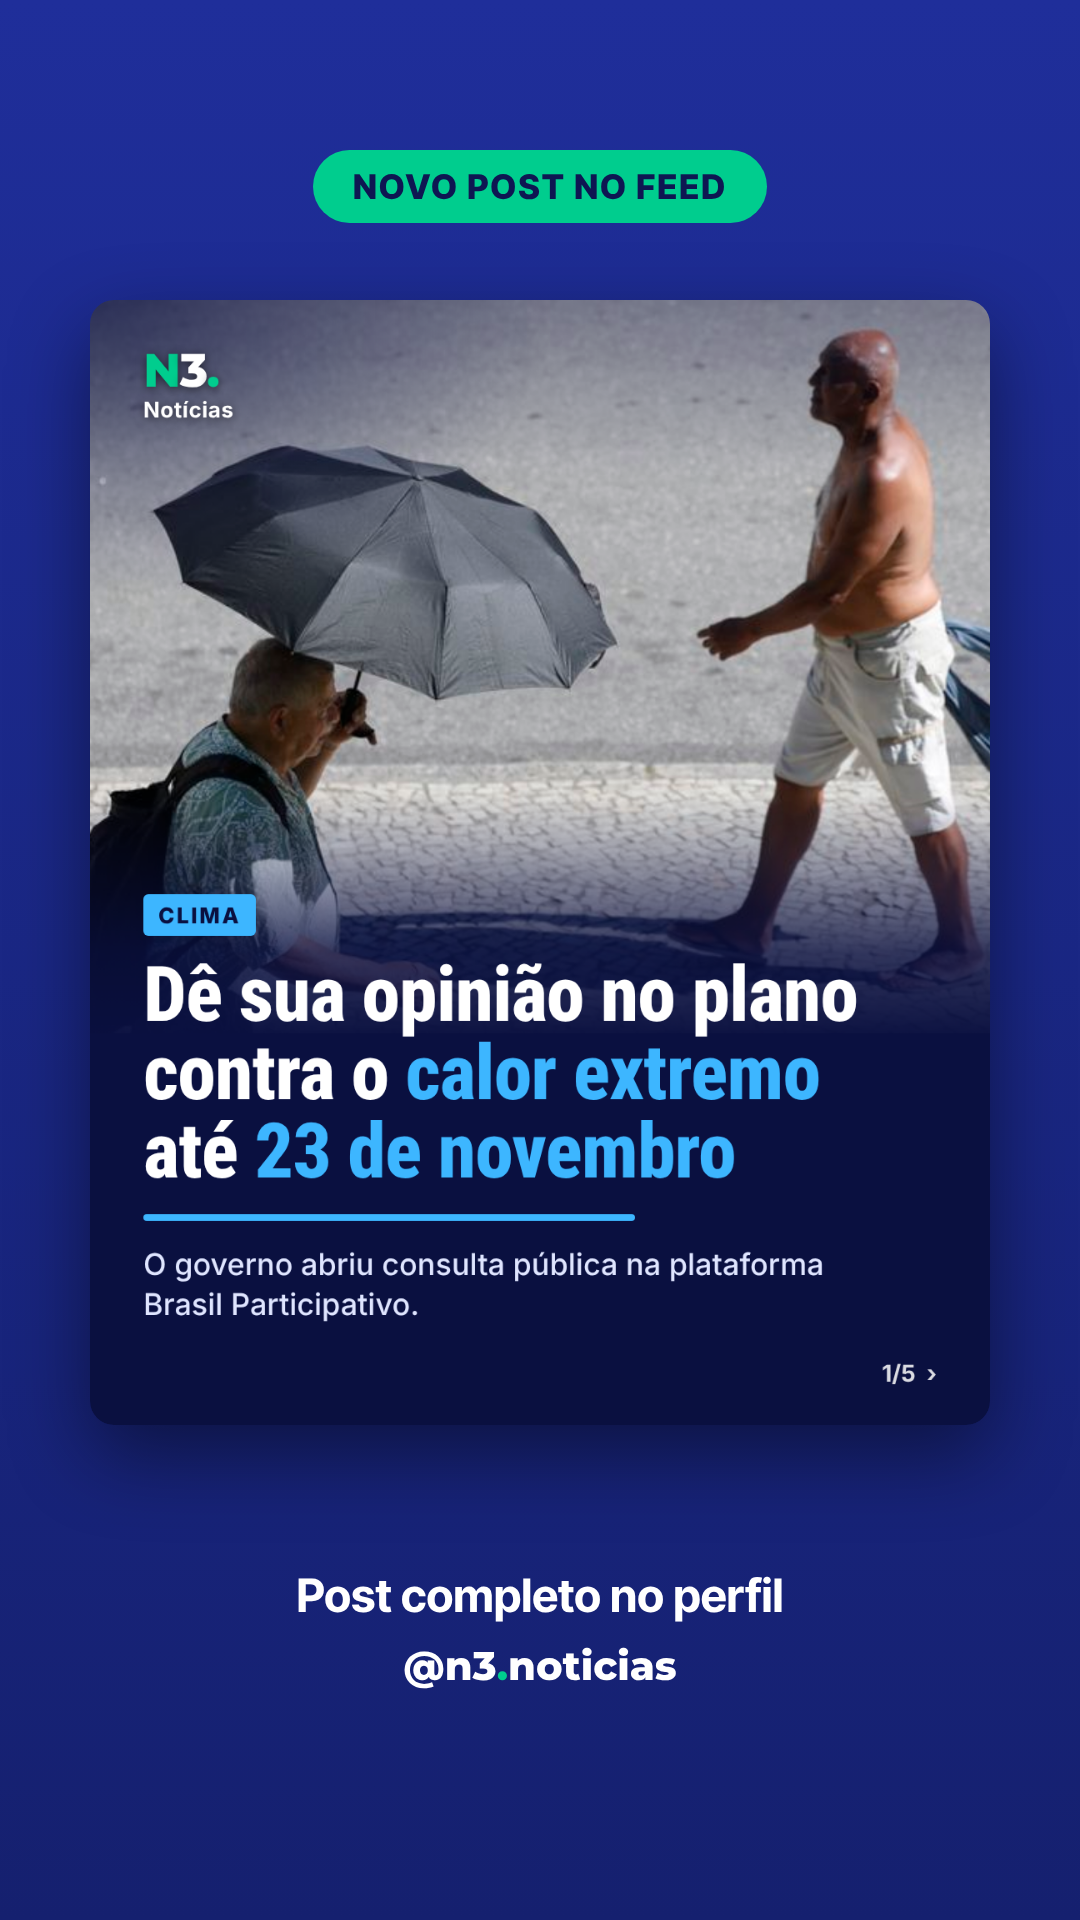 NOVO POST NO FEED
N3.
Notícias
CLIMA
Dê sua opinião no plano
contra o calor extremo
até 23 de novembro
O governo abriu consulta pública na plataforma
Brasil Participativo.
1/5 ›
Post completo no perfil
@n3.noticias